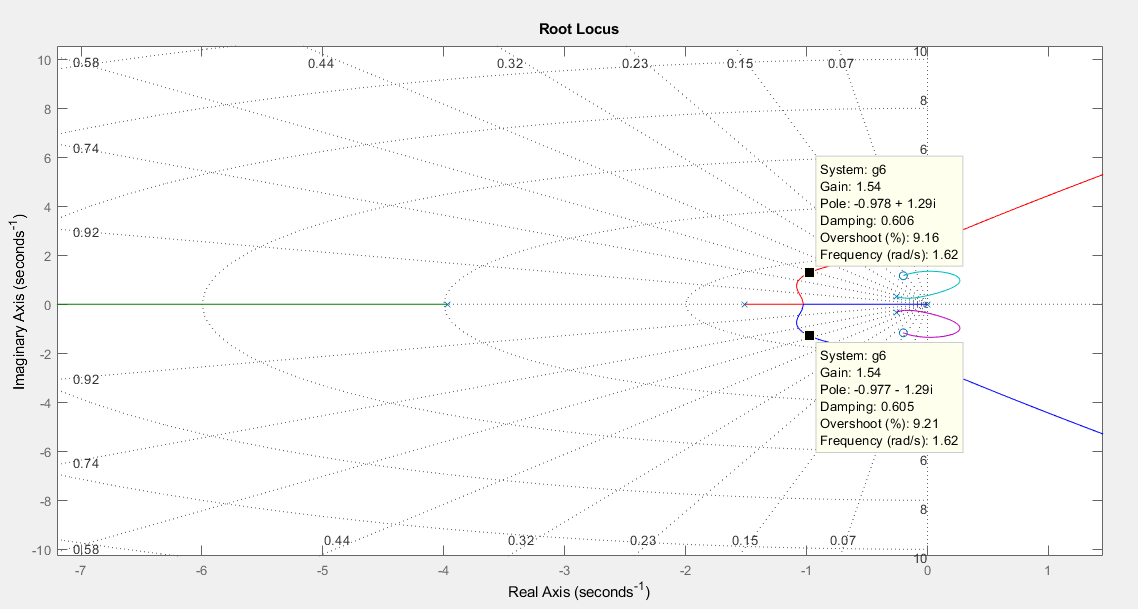 Root Locus
10
0.58
0.44
0.32
0.23
0.15
0.07
10
8
8
6
0.74
6
4
0.92
2
0
-2
-4
0.92
-6
0.74
6
-8
8
-10
0.58
0.44
0.32
0.23
0.15
0.07
10
System: g6
Gain: 1.54
Pole: -0.978 + 1.29i
Damping: 0.606
Overshoot (%): 9.16
Frequency (rad/s): 1.62
System: g6
Gain: 1.54
Pole: -0.977 - 1.29i
Damping: 0.605
Overshoot (%): 9.21
Frequency (rad/s): 1.62
-7 -6 -5 -4 -3 -2 -1 0 1
Real Axis (seconds⁻¹)
Imaginary Axis (seconds⁻¹)